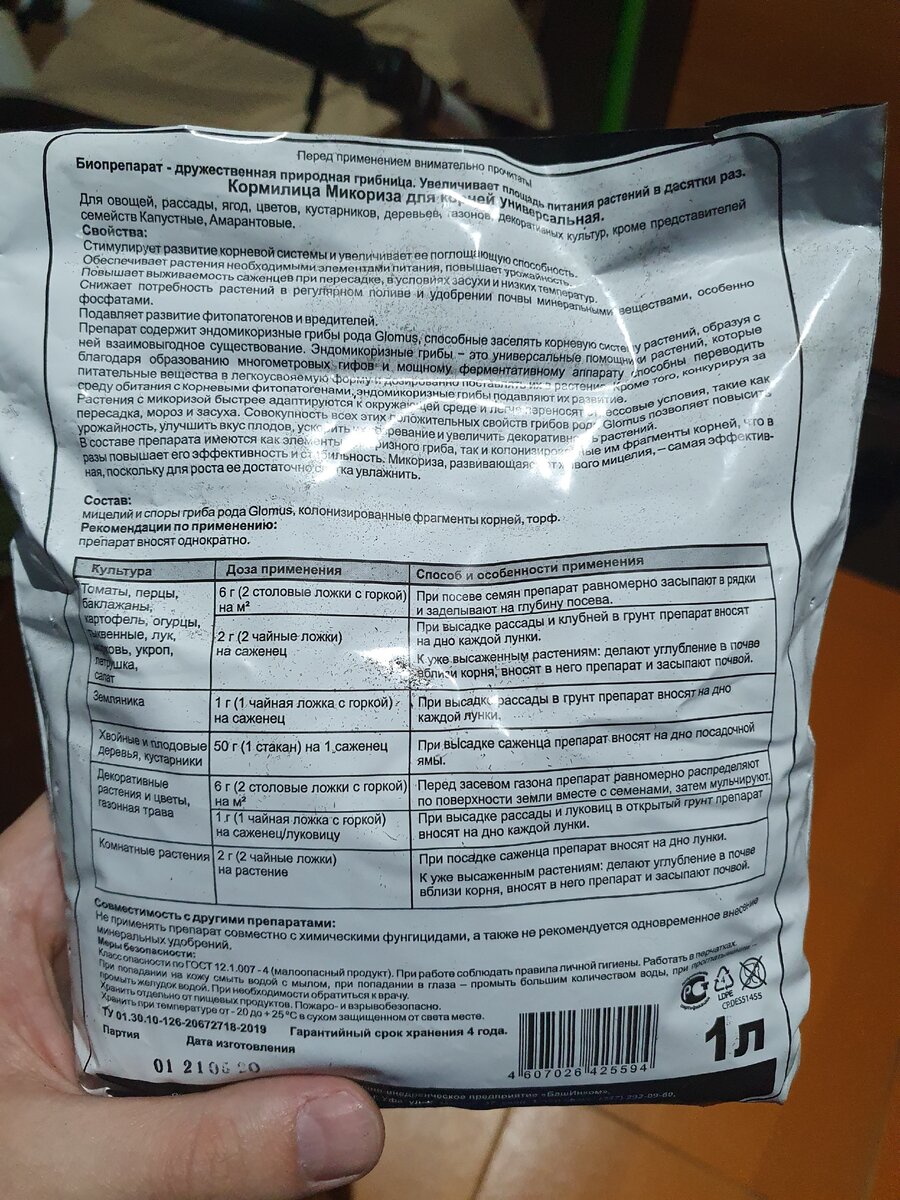 Перед применением внимательно прочитать!
Биопрепарат - дружественная природная грибница. Увеличивает площадь питания растений в десятки раз.
Кормилица Микориза для корней универсальная.
Для овощей, рассады, ягод, цветов, кустарников, деревьев, газонов, декоративных культур, кроме представителей
семейств Капустные, Амарантовые.
Свойства:
Стимулирует развитие корневой системы и увеличивает ее поглощающую способность.
Обеспечивает растения необходимыми элементами питания, повышает урожайность.
Повышает выживаемость саженцев при пересадке, в условиях засухи и низких температур.
Снижает потребность растений в регулярном поливе и удобрении почвы минеральными веществами, особенно
фосфатами.
Подавляет развитие фитопатогенов и вредителей.
Препарат содержит эндомикоризные грибы рода Glomus, способные заселять корневую систему растений, образуя с
ней взаимовыгодное существование. Эндомикоризные грибы – это универсальные помощники растений, которые
благодаря образованию многометровых гифов и мощному ферментативному аппарату способны переводить
питательные вещества в легкоусвояемую форму и дозированно поставлять их в растение. Кроме того, конкурируя за
среду обитания с корневыми фитопатогенами, эндомикоризные грибы подавляют их развитие.
Растения с микоризой быстрее адаптируются к окружающей среде и легче переносят стрессовые условия, такие как
пересадка, мороз и засуха. Совокупность всех этих положительных свойств грибов рода Glomus позволяет повысить
урожайность, улучшить вкус плодов, ускорить созревание и увеличить декоративность растений.
В составе препарата имеются как элементы микоризного гриба, так и колонизированные им фрагменты корней, что в
разы повышает его эффективность и стабильность. Микориза, развивающаяся от живого мицелия, – самая эффектив-
ная, поскольку для роста ее достаточно слегка увлажнить.
Состав:
мицелий и споры гриба рода Glomus, колонизированные фрагменты корней, торф.
Рекомендации по применению:
препарат вносят однократно.
Культура Доза применения Способ и особенности применения
Томаты, перцы,
баклажаны,
картофель, огурцы,
тыквенные, лук,
морковь, укроп,
петрушка,
салат
6 г (2 столовые ложки с горкой)
на м²
При посеве семян препарат равномерно засыпают в рядки
и заделывают на глубину посева.
2 г (2 чайные ложки)
на саженец
При высадке рассады и клубней в грунт препарат вносят
на дно каждой лунки.
К уже высаженным растениям: делают углубление в почве
вблизи корня, вносят в него препарат и засыпают почвой.
Земляника
1 г (1 чайная ложка с горкой)
на саженец
При высадке рассады в грунт препарат вносят на дно
каждой лунки.
Хвойные и плодовые
деревья, кустарники
50 г (1 стакан) на 1 саженец
При высадке саженца препарат вносят на дно посадочной
ямы.
Декоративные
растения и цветы,
газонная трава
6 г (2 столовые ложки с горкой)
на м²
Перед засевом газона препарат равномерно распределяют
по поверхности земли вместе с семенами, затем мульчируют.
1 г (1 чайная ложка с горкой)
на саженец/луковицу
При высадке рассады и луковиц в открытый грунт препарат
вносят на дно каждой лунки.
Комнатные растения
2 г (2 чайные ложки)
на растение
При посадке саженца препарат вносят на дно лунки.
К уже высаженным растениям: делают углубление в почве
вблизи корня, вносят в него препарат и засыпают почвой.
Совместимость с другими препаратами:
Не применять препарат совместно с химическими фунгицидами, а также не рекомендуется одновременное внесение
минеральных удобрений.
Меры безопасности:
Класс опасности по ГОСТ 12.1.007 - 4 (малоопасный продукт). При работе соблюдать правила личной гигиены. Работать в перчатках.
При попадании на кожу смыть водой с мылом, при попадании в глаза – промыть большим количеством воды, при проглатывании –
промыть желудок водой. При необходимости обратиться к врачу.
Хранить отдельно от пищевых продуктов. Пожаро- и взрывобезопасно.
Хранить при температуре от - 20 до + 25°С в сухом защищенном от света месте.
ТУ 01.30.10-126-20672718-2019 Гарантийный срок хранения 4 года.
Партия Дата изготовления
01 2105 20
РСТ
4
LDPE
CPDES51455
1л
4 607026 425594
внедренческое предприятие «БашИнком»,
Уфа, ул. 292-09-60,